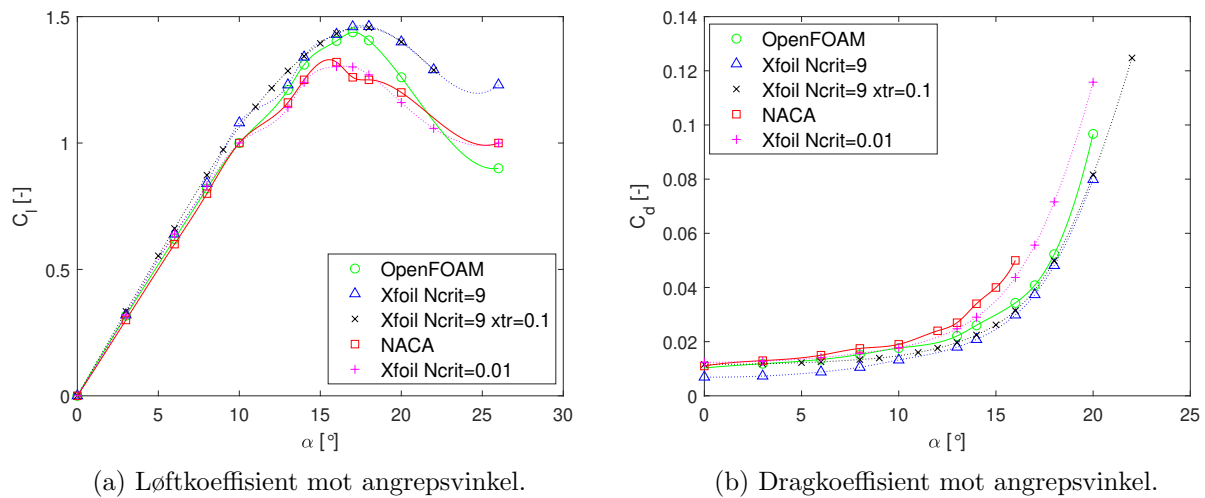 1.5
1
0.5
0
0
5
10
15
20
25
30
C_l [-]
α [°]
OpenFOAM
Xfoil Ncrit=9
Xfoil Ncrit=9 xtr=0.1
NACA
Xfoil Ncrit=0.01
(a) Løftkoeffisient mot angrepsvinkel.
0.14
0.12
0.1
0.08
0.06
0.04
0.02
0
0
5
10
15
20
25
C_d [-]
α [°]
OpenFOAM
Xfoil Ncrit=9
Xfoil Ncrit=9 xtr=0.1
NACA
Xfoil Ncrit=0.01
(b) Dragkoeffisient mot angrepsvinkel.